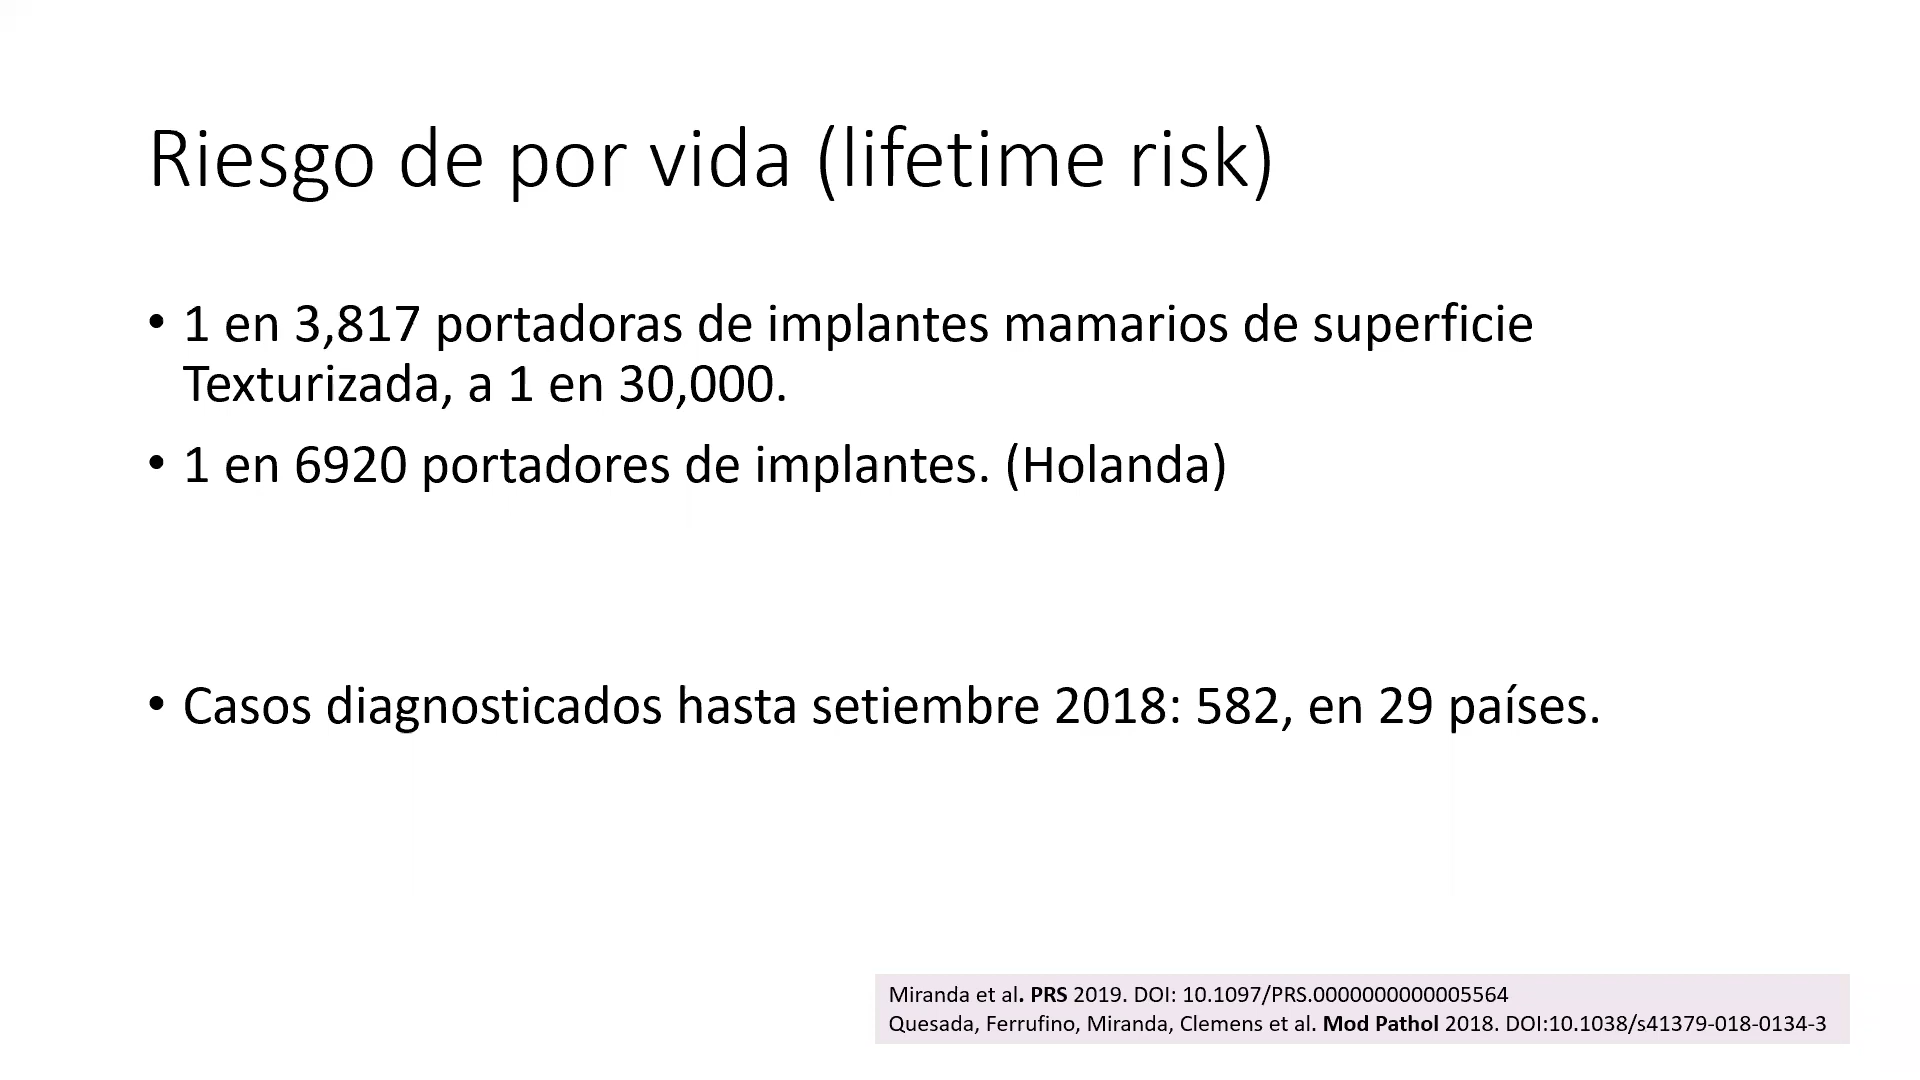 Riesgo de por vida (lifetime risk)
• 1 en 3,817 portadoras de implantes mamarios de superficie
Texturizada, a 1 en 30,000.
• 1 en 6920 portadores de implantes. (Holanda)
• Casos diagnosticados hasta setiembre 2018: 582, en 29 países.
Miranda et al. PRS 2019. DOI: 10.1097/PRS.0000000000005564
Quesada, Ferrufino, Miranda, Clemens et al. Mod Pathol 2018. DOI:10.1038/s41379-018-0134-3